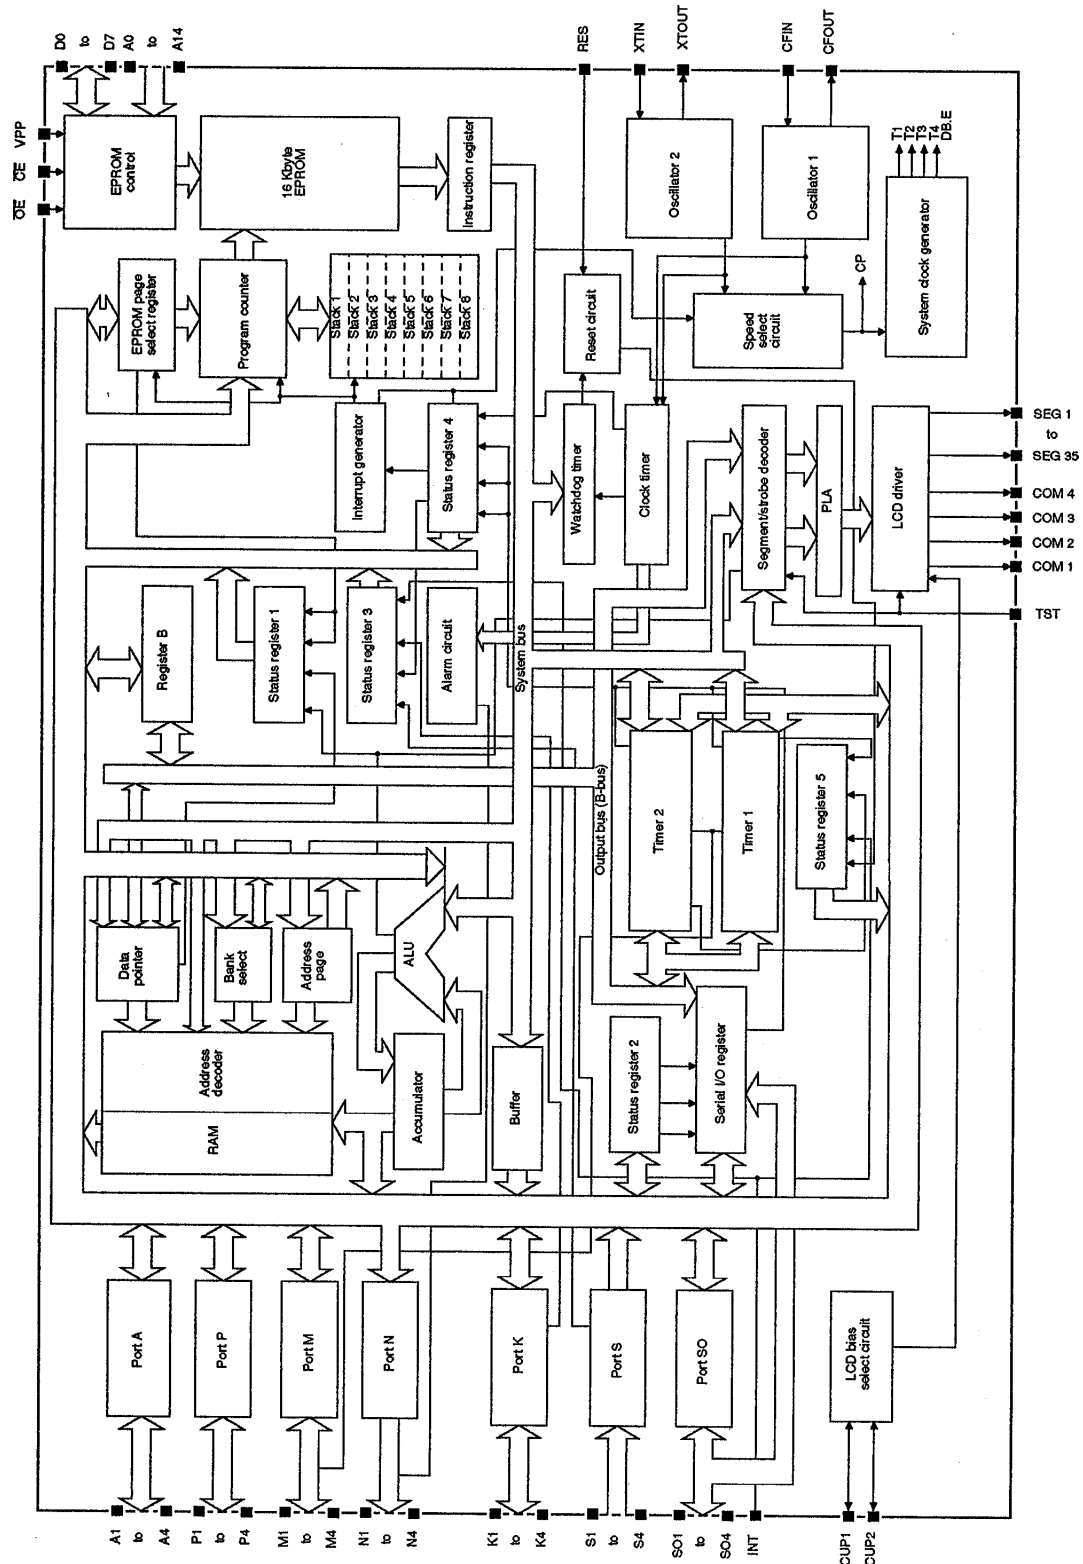 D0
to
D7
A0
to
A14
RES
XTIN
XTOUT
CFIN
CFOUT
OE
CE
VPP
EPROM
control
16 Kbyte
EPROM
Instruction register
Oscillator 2
Oscillator 1
T1
T2
T3
T4
DB.E
System clock generator
EPROM page
select register
Program counter
Stack 1
Stack 2
Stack 3
Stack 4
Stack 5
Stack 6
Stack 7
Stack 8
Reset circuit
Speed
select
circuit
CP
Interrupt generator
Status register 4
Watchdog timer
Clock timer
Segment/strobe decoder
PLA
LCD driver
SEG 1
to
SEG 35
COM 4
COM 3
COM 2
COM 1
TST
Register B
Status register 1
Status register 3
Alarm circuit
System bus
Output bus (B-bus)
Timer 2
Timer 1
Status register 5
Data
pointer
Bank
select
Address
page
ALU
Address
decoder
RAM
Accumulator
Buffer
Status register 2
Serial I/O register
Port A
Port P
Port M
Port N
Port K
Port S
Port SO
LCD bias
select circuit
A1
to
A4
P1
to
P4
M1
to
M4
N1
to
N4
K1
to
K4
S1
to
S4
SO1
to
SO4
INT
CUP1
CUP2